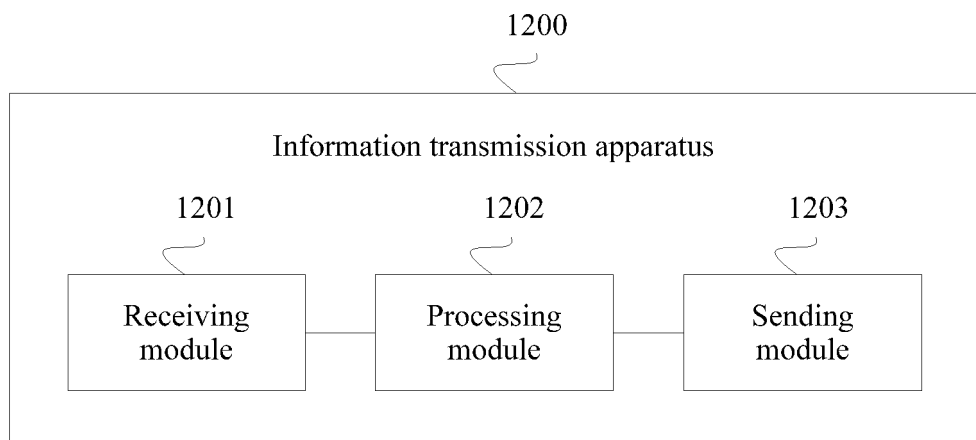 1200
Information transmission apparatus
1201
1202
1203
Receiving
module
Processing
module
Sending
module